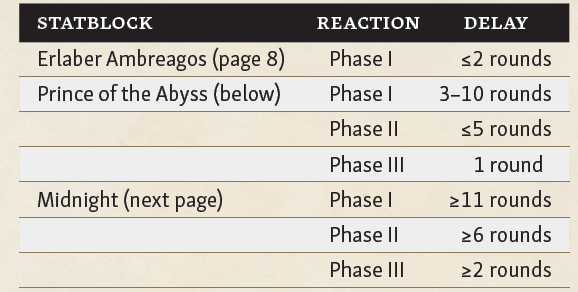 STATBLOCK REACTION DELAY
Erlaber Ambreagos (page 8) Phase I ≤2 rounds
Prince of the Abyss (below) Phase I 3–10 rounds
Phase II ≤5 rounds
Phase III 1 round
Midnight (next page) Phase I ≥11 rounds
Phase II ≥6 rounds
Phase III ≥2 rounds